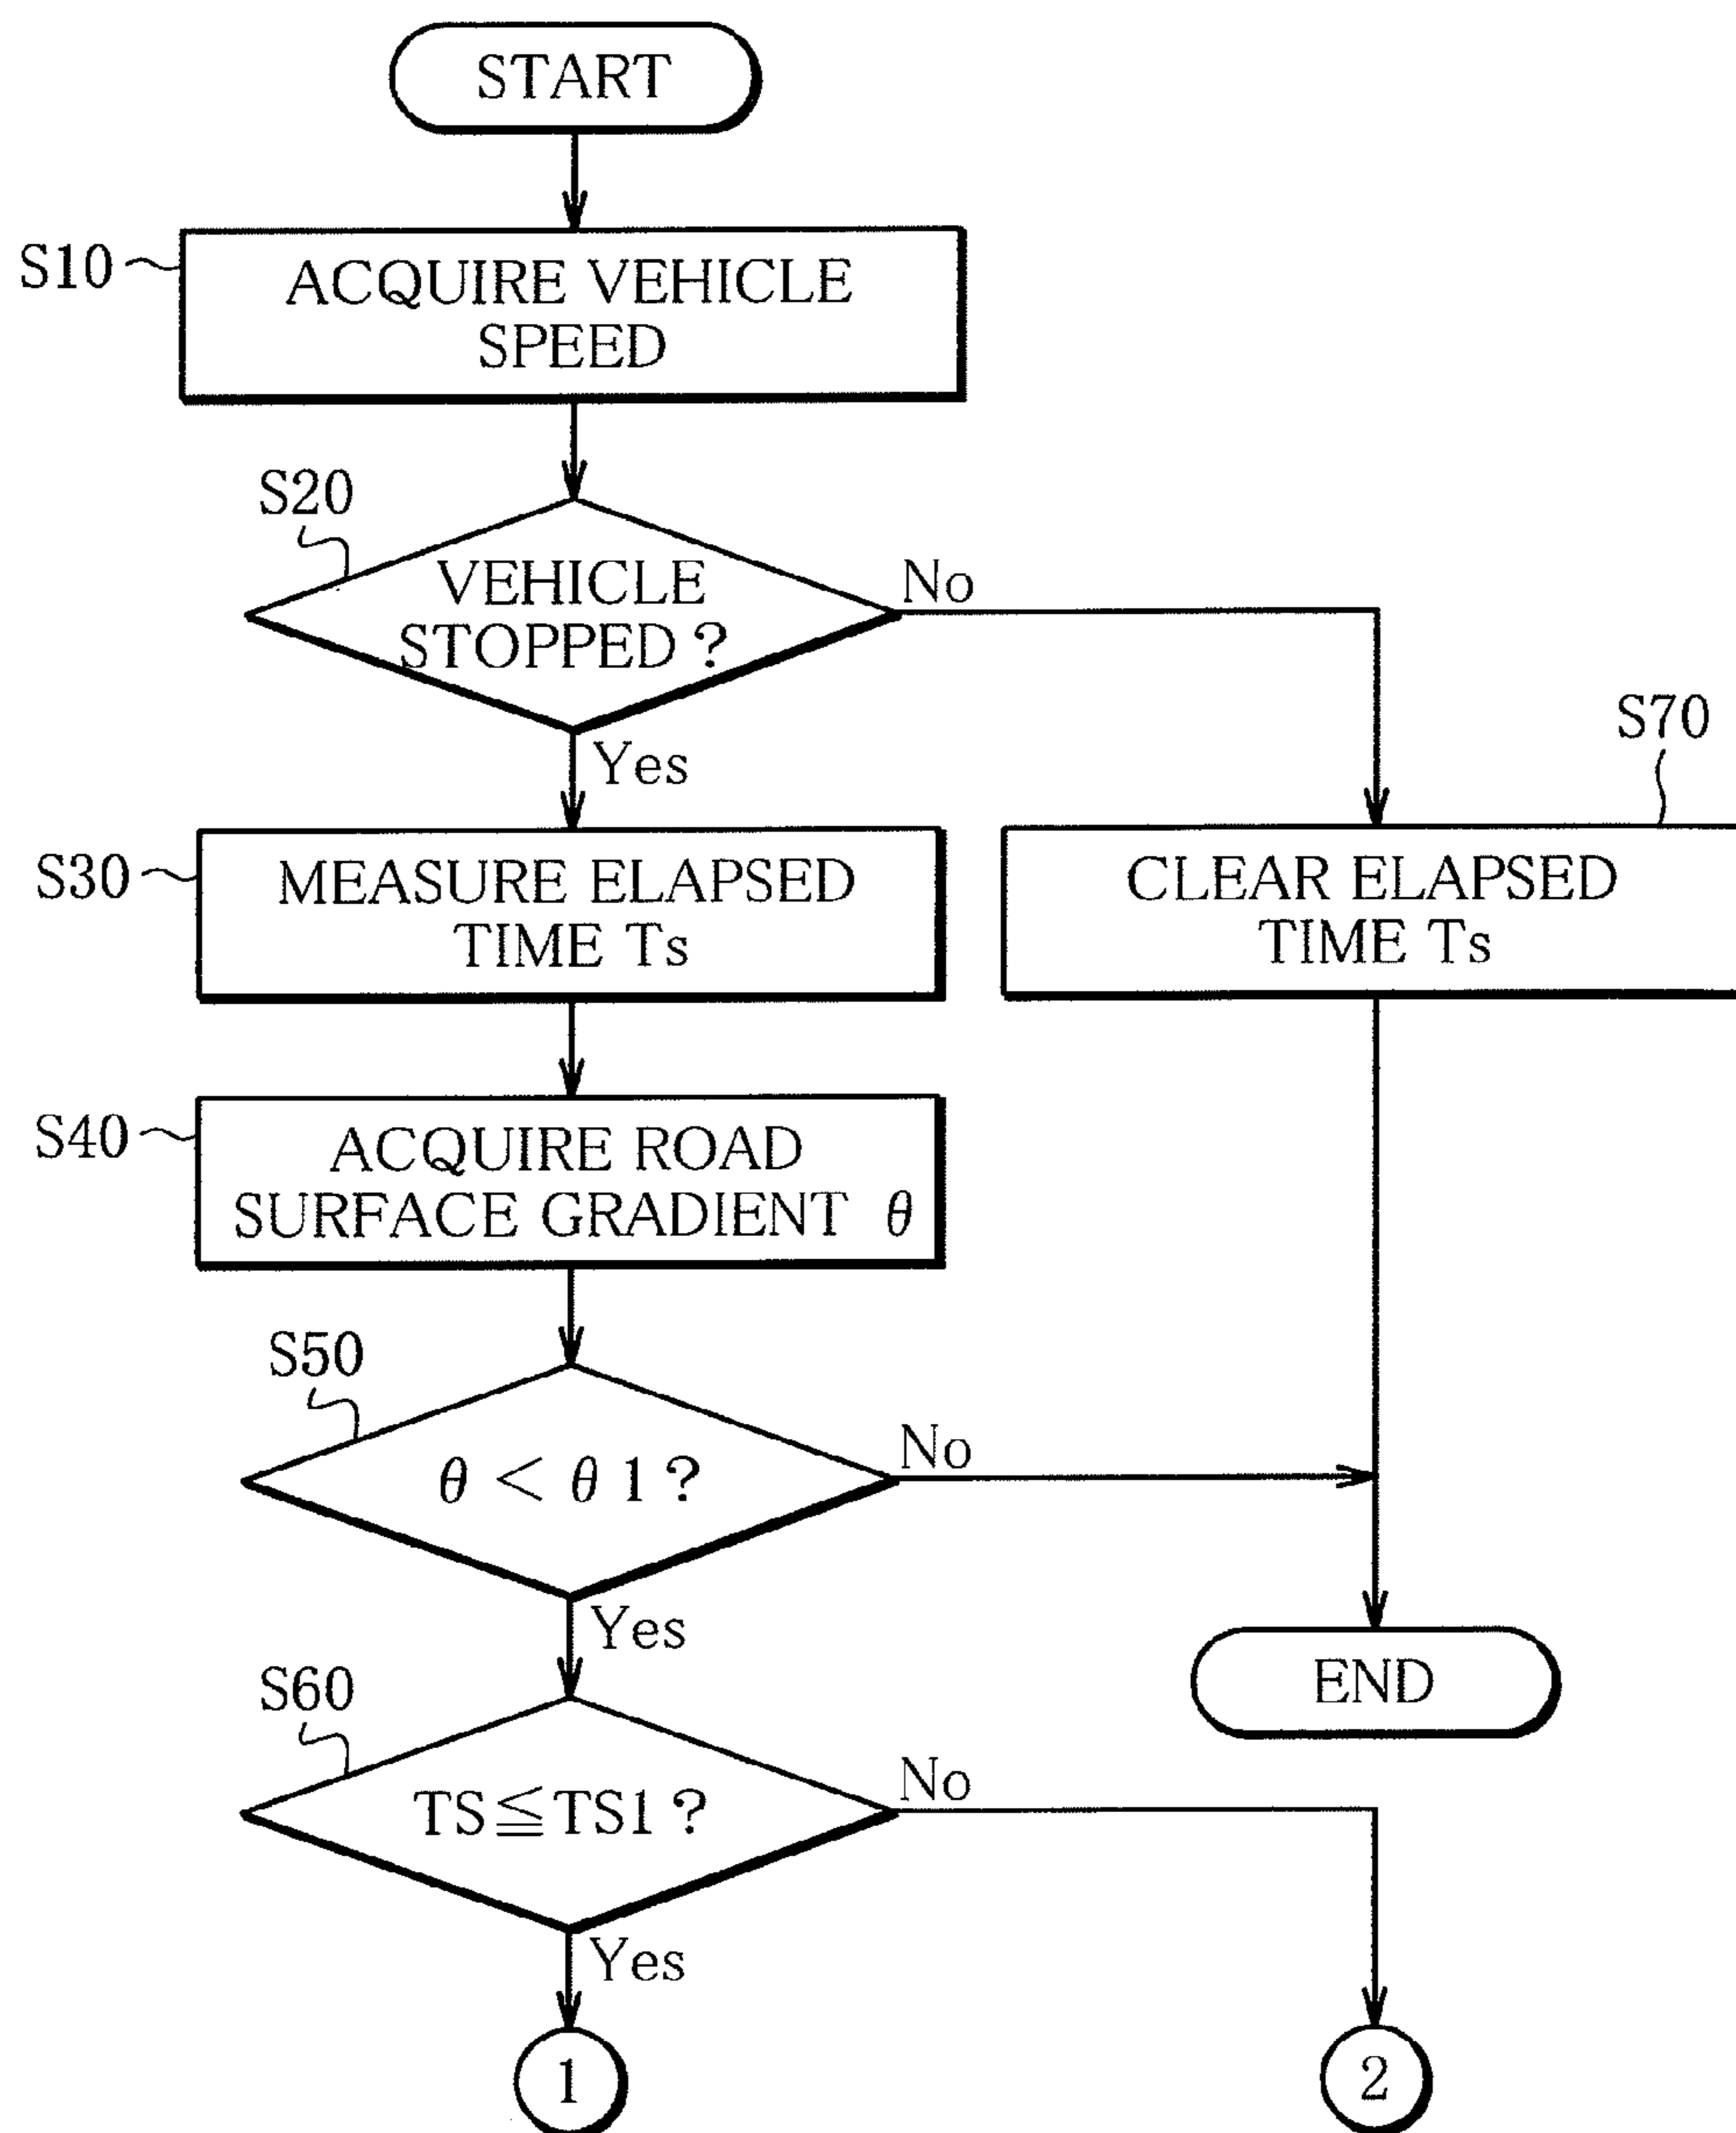 START
S10
ACQUIRE VEHICLE
SPEED
S20
VEHICLE
STOPPED ?
No
Yes
S70
S30
MEASURE ELAPSED
TIME Ts
CLEAR ELAPSED
TIME Ts
S40
ACQUIRE ROAD
SURFACE GRADIENT θ
S50
θ < θ 1 ?
No
Yes
END
S60
TS≦TS1 ?
No
Yes
1
2